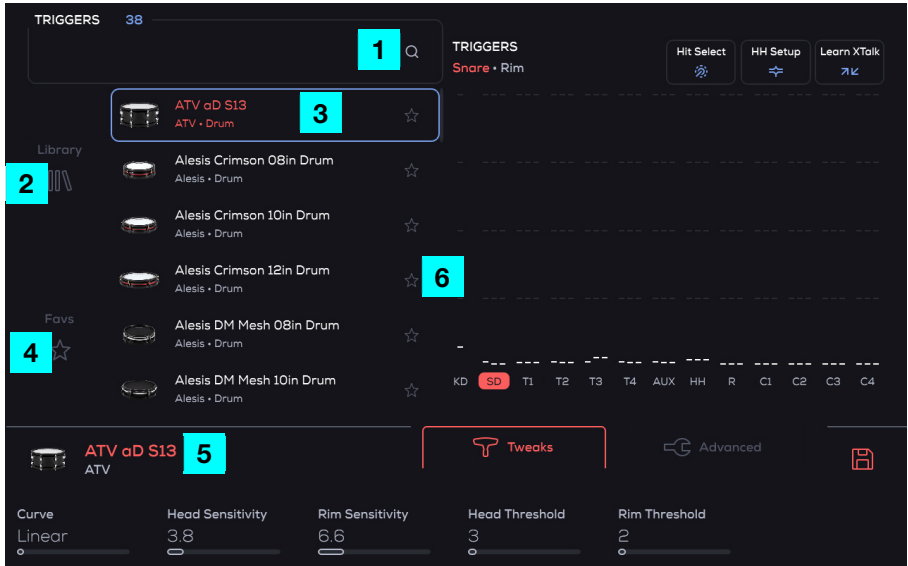 TRIGGERS 38
1
TRIGGERS
Snare • Rim
Hit Select
HH Setup
Learn XTalk
ATV aD S13
ATV • Drum
3
Library
2
Alesis Crimson 08in Drum
Alesis • Drum
Alesis Crimson 10in Drum
Alesis • Drum
Alesis Crimson 12in Drum
Alesis • Drum
6
Favs
4
Alesis DM Mesh 08in Drum
Alesis • Drum
Alesis DM Mesh 10in Drum
Alesis • Drum
KD SD T1 T2 T3 T4 AUX HH R C1 C2 C3 C4
ATV aD S13
ATV
5
Tweaks
Advanced
Curve Head Sensitivity Rim Sensitivity Head Threshold Rim Threshold
Linear 3.8 6.6 3 2